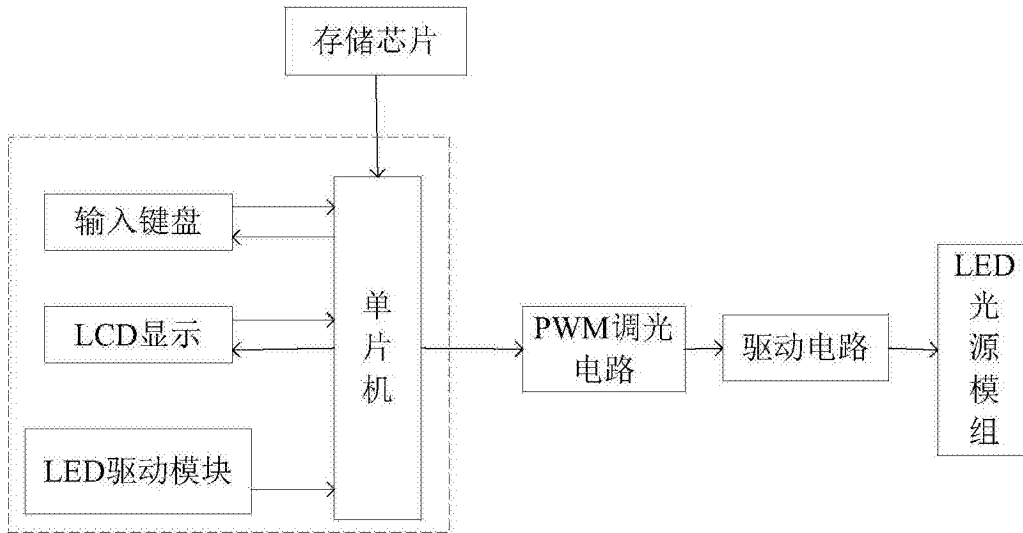 存储芯片
输入键盘
LCD显示
LED驱动模块
单
片
机
PWM调光
电路
驱动电路
LED
光
源
模
组